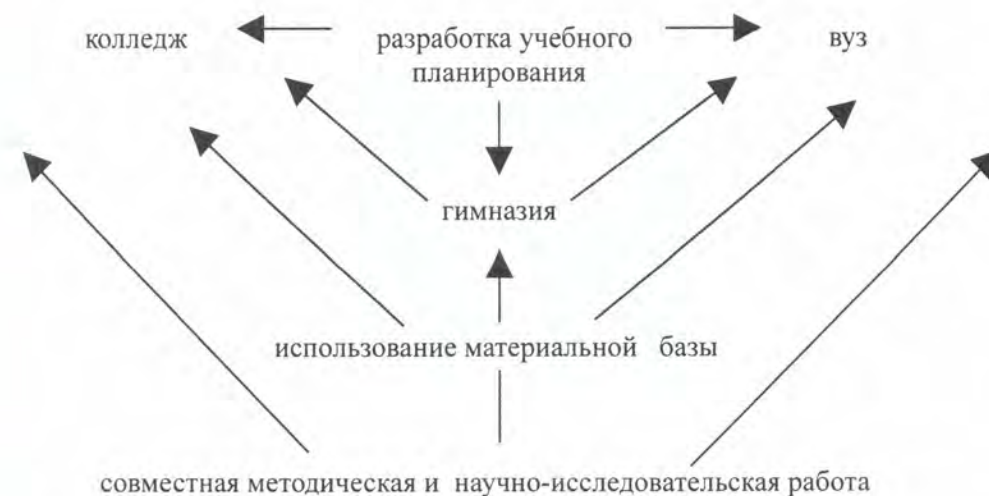 колледж разработка учебного вуз
планирования
гимназия
использование материальной базы
совместная методическая и научно-исследовательская работа